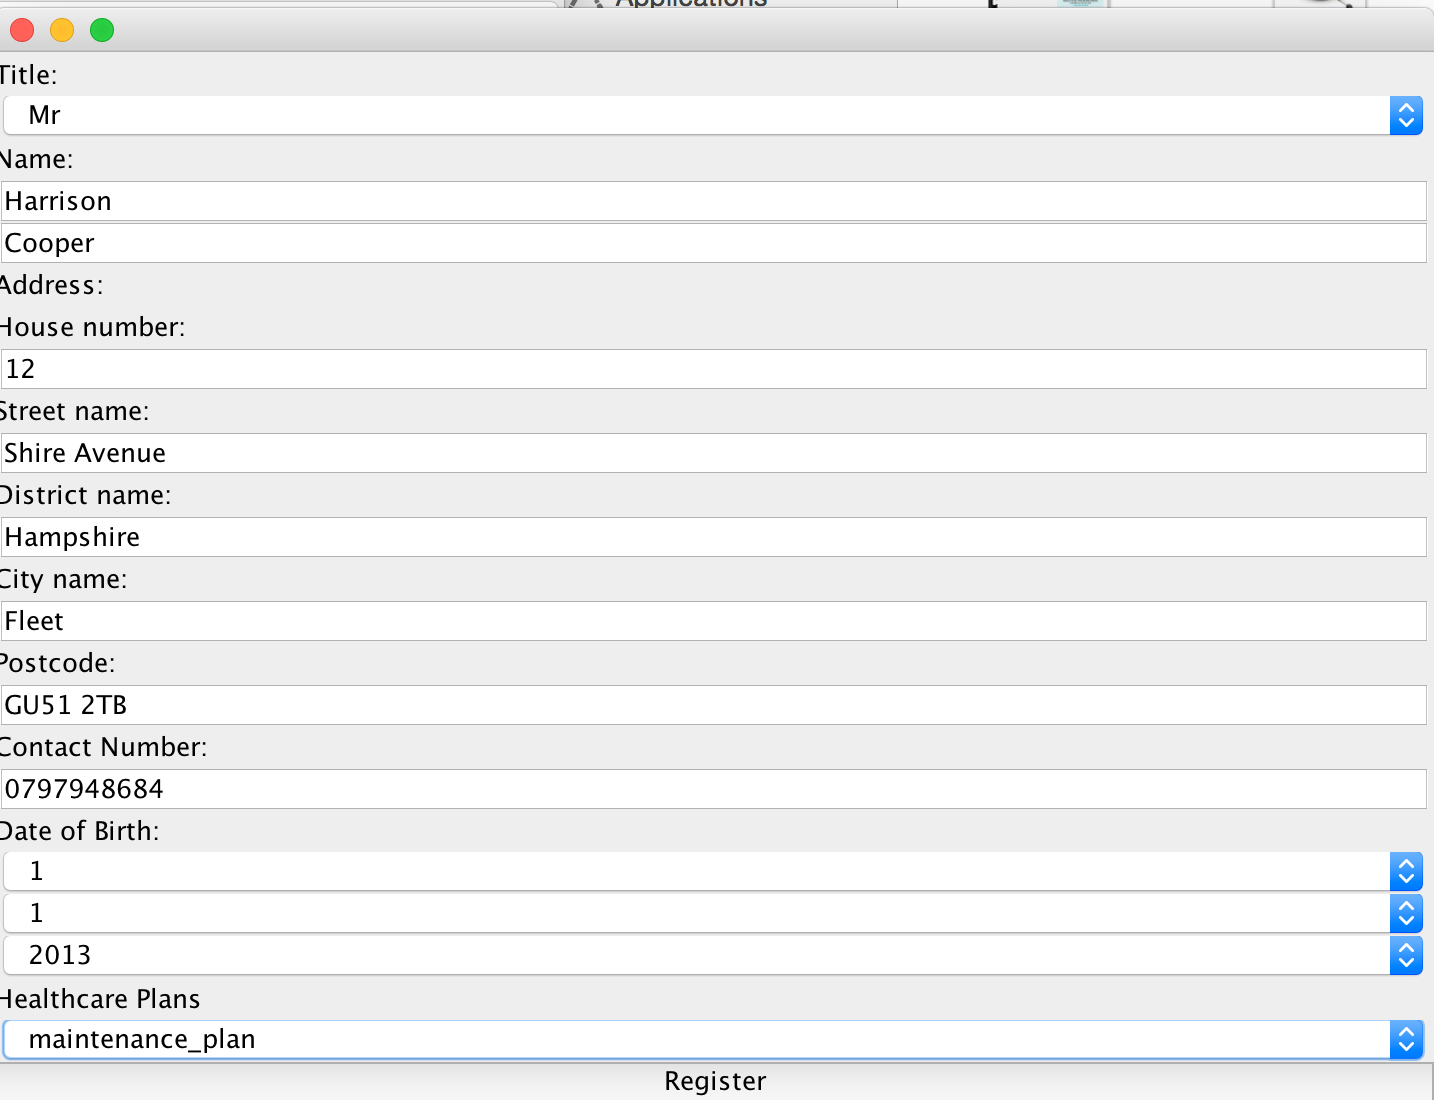 Applications
Title:
Mr
Name:
Harrison
Cooper
Address:
House number:
12
Street name:
Shire Avenue
District name:
Hampshire
City name:
Fleet
Postcode:
GU51 2TB
Contact Number:
0797948684
Date of Birth:
1
1
2013
Healthcare Plans
maintenance_plan
Register